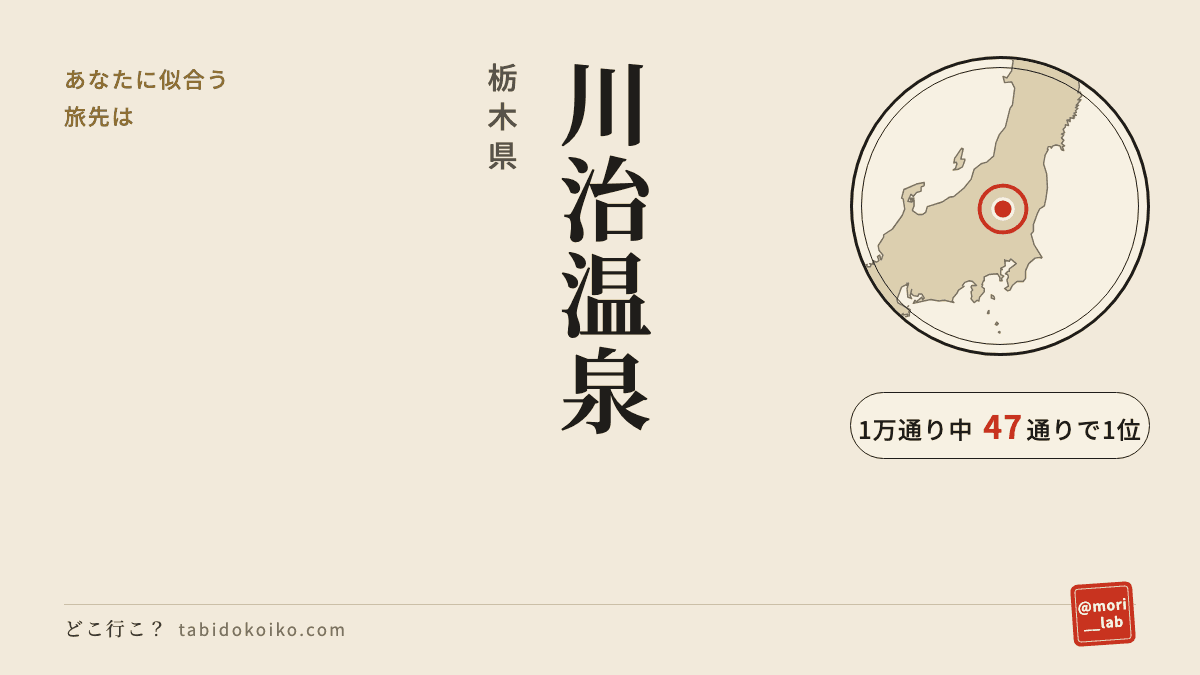 あなたに似合う
旅先は
栃木県
川治温泉
1万通り中 47通りで1位
どこ行こ？ tabidokoiko.com
@mori
__lab